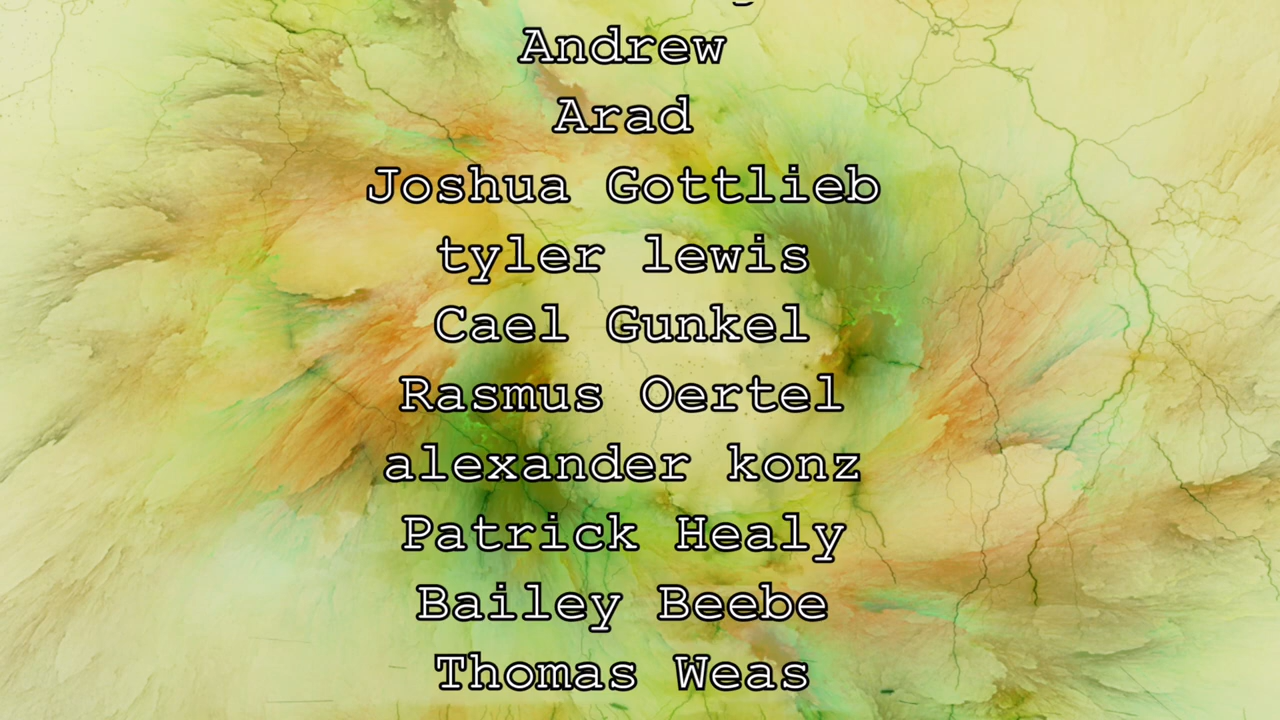 Andrew
Arad
Joshua Gottlieb
tyler lewis
Cael Gunkel
Rasmus Oertel
alexander konz
Patrick Healy
Bailey Beebe
Thomas Weas